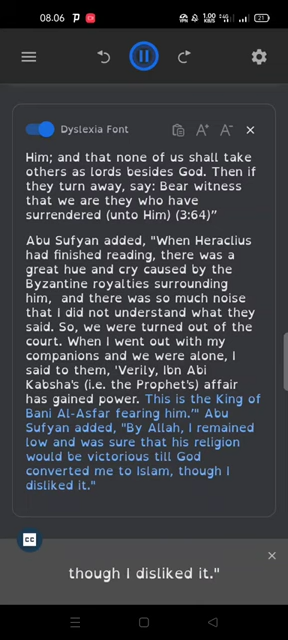 08.06
1.00
KB/S
21
Dyslexia Font
A+
A-
Him; and that none of us shall take
others as lords besides God. Then if
they turn away, say: Bear witness
that we are they who have
surrendered (unto Him) (3:64)”
Abu Sufyan added, "When Heraclius
had finished reading, there was a
great hue and cry caused by the
Byzantine royalties surrounding
him, and there was so much noise
that I did not understand what they
said. So, we were turned out of the
court. When I went out with my
companions and we were alone, I
said to them, 'Verily, Ibn Abi
Kabsha's (i.e. the Prophet's) affair
has gained power. This is the King of
Bani Al-Asfar fearing him.'" Abu
Sufyan added, "By Allah, I remained
low and was sure that his religion
would be victorious till God
converted me to Islam, though I
disliked it."
CC
though I disliked it."